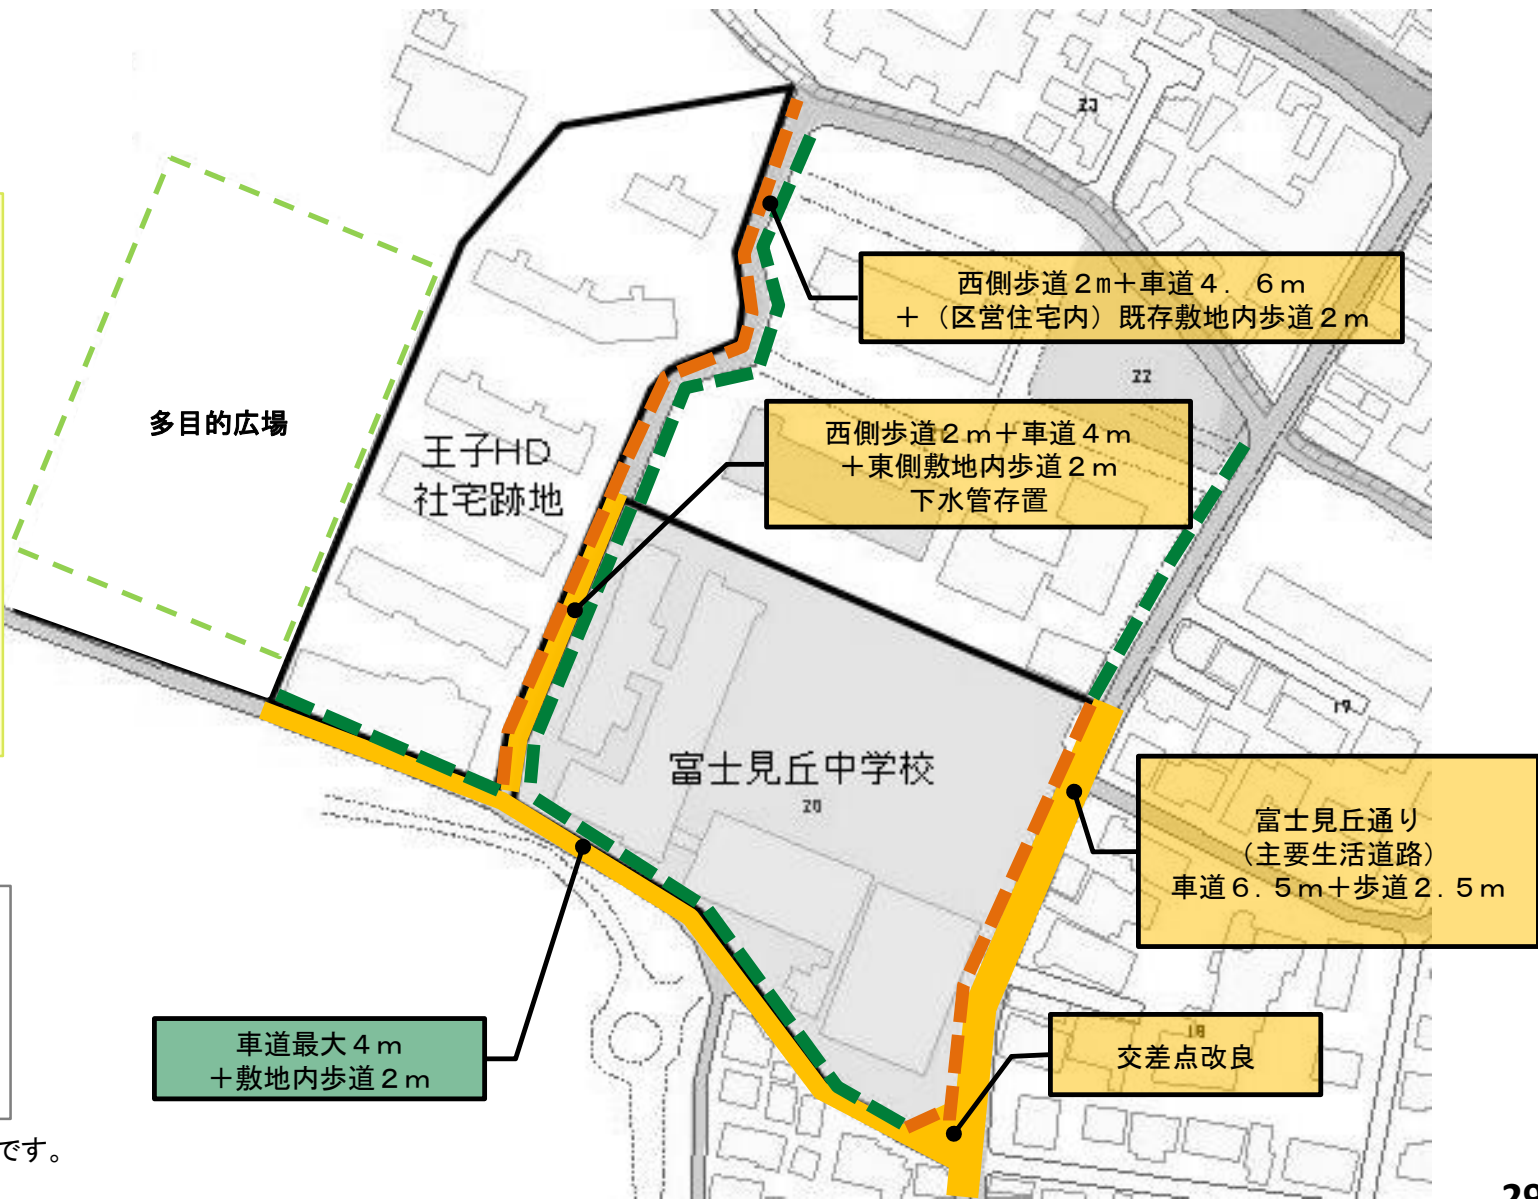 23
西側歩道２ｍ＋車道４．６ｍ
＋（区営住宅内）既存敷地内歩道２ｍ
22
多目的広場
西側歩道２ｍ＋車道４ｍ
＋東側敷地内歩道２ｍ
下水管存置
王子HD
社宅跡地
17
富士見丘中学校
20
富士見丘通り
（主要生活道路）
車道６.５ｍ＋歩道２.５ｍ
18
交差点改良
車道最大４ｍ
＋敷地内歩道２ｍ
です。